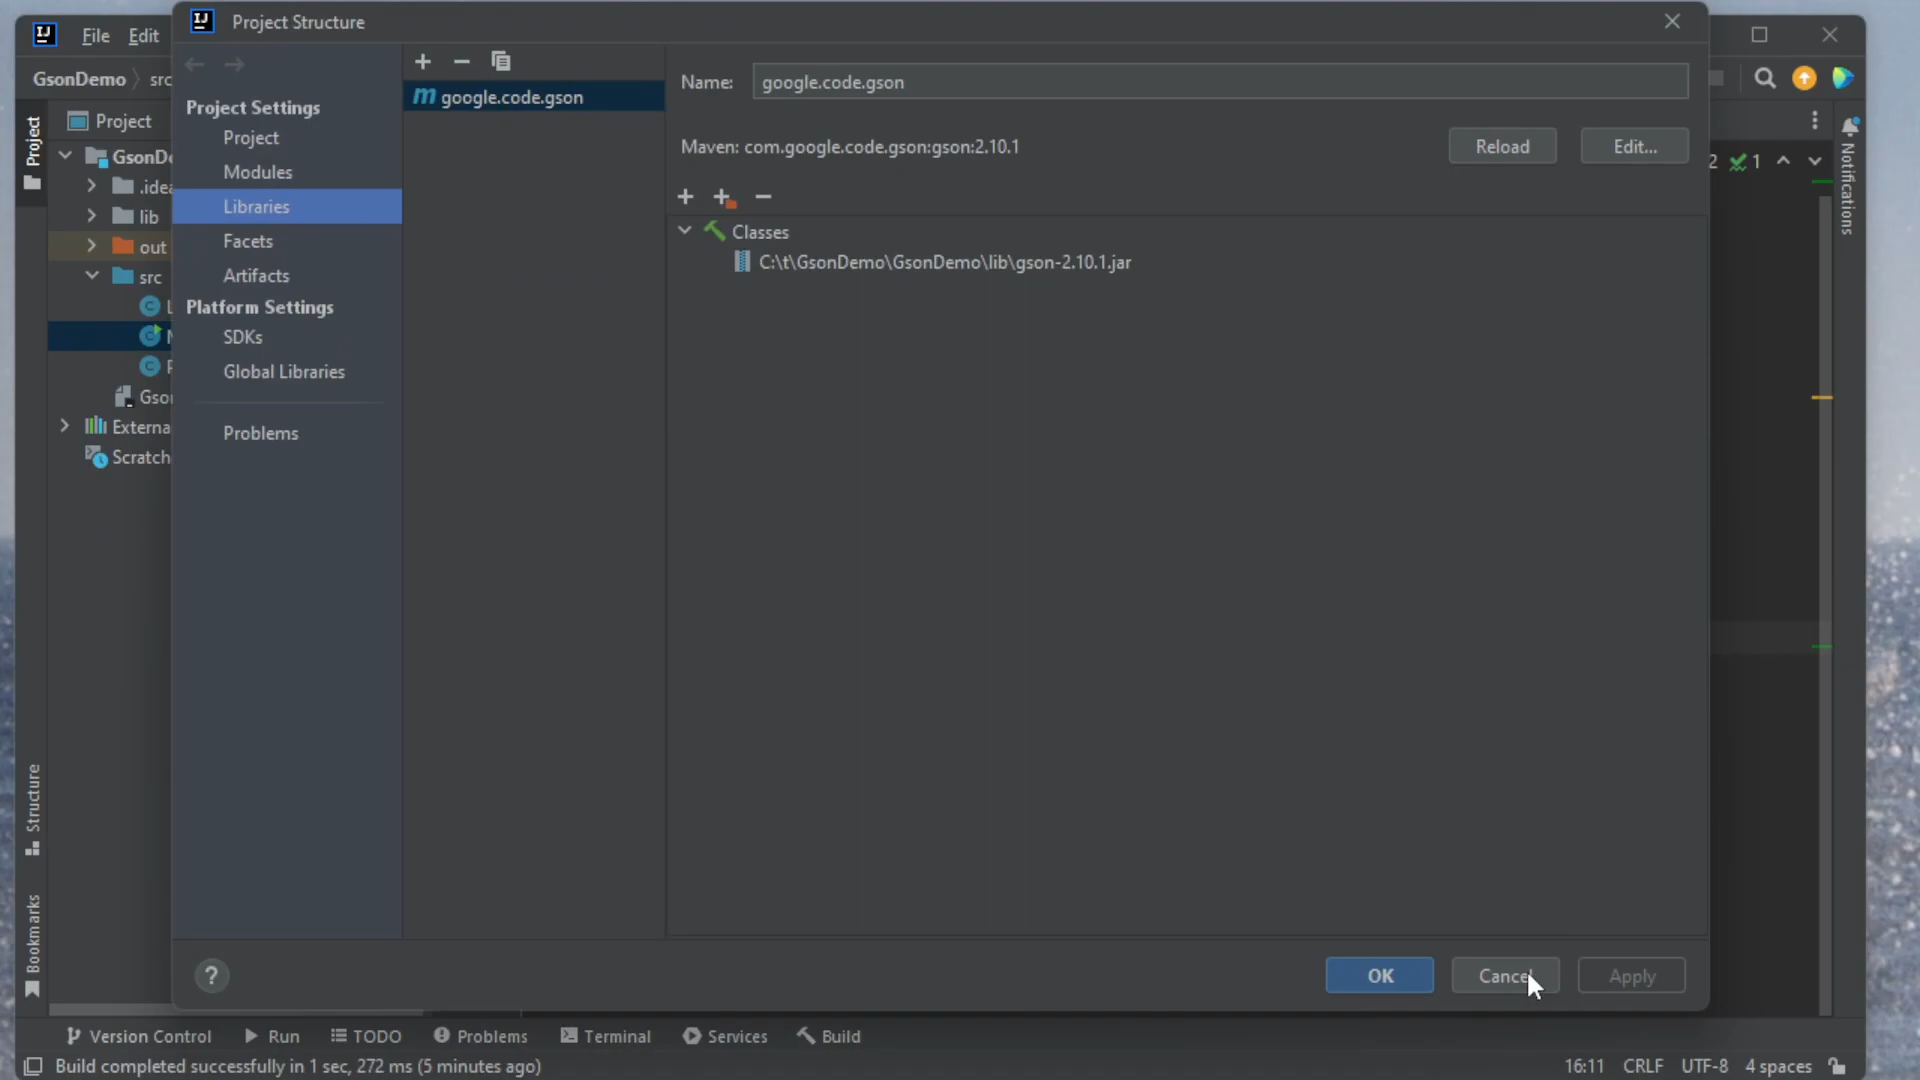 Project Structure
File Edit
GsonDemo src
Project
Project
Structure
Bookmarks
Notifications
.idea
lib
out
src
Project Settings
Project
Modules
Libraries
Facets
Artifacts
Platform Settings
SDKs
Global Libraries
Problems
google.code.gson
Name: google.code.gson
Maven: com.google.code.gson:gson:2.10.1
Reload Edit...
2 1
Classes
C:\t\GsonDemo\GsonDemo\lib\gson-2.10.1.jar
?
OK Cancel Apply
Version Control Run TODO Problems Terminal Services Build
Build completed successfully in 1 sec, 272 ms (5 minutes ago)
16:11 CRLF UTF-8 4 spaces